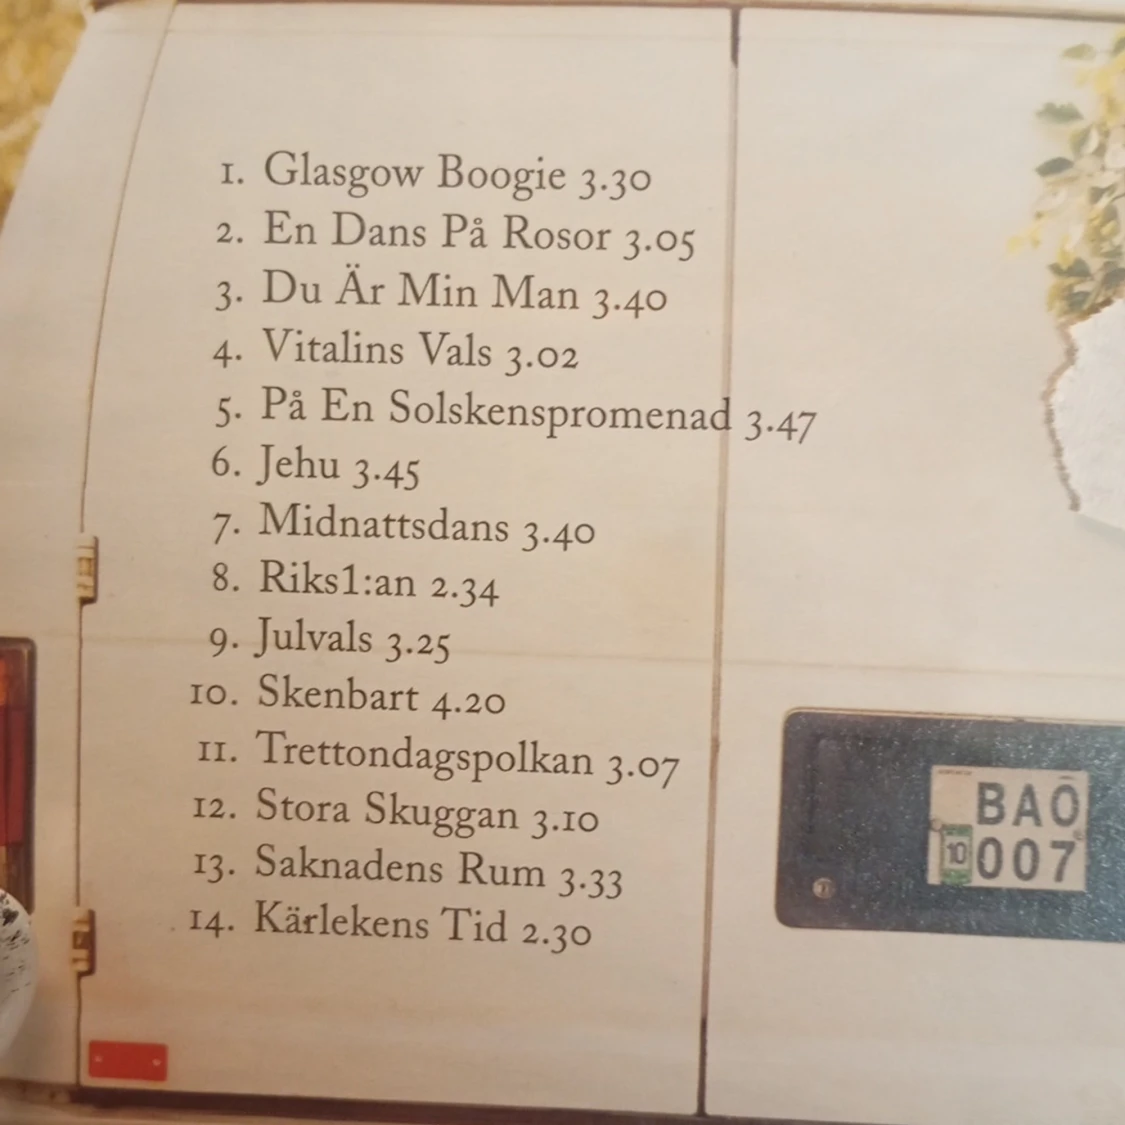 1. Glasgow Boogie 3.30
2. En Dans På Rosor 3.05
3. Du Är Min Man 3.40
4. Vitalins Vals 3.02
5. På En Solskenspromenad 3.47
6. Jehu 3.45
7. Midnattsdans 3.40
8. Riks1:an 2.34
9. Julvals 3.25
10. Skenbart 4.20
11. Trettondagspolkan 3.07
12. Stora Skuggan 3.10
13. Saknadens Rum 3.33
14. Kärlekens Tid 2.30
BAO
10 007